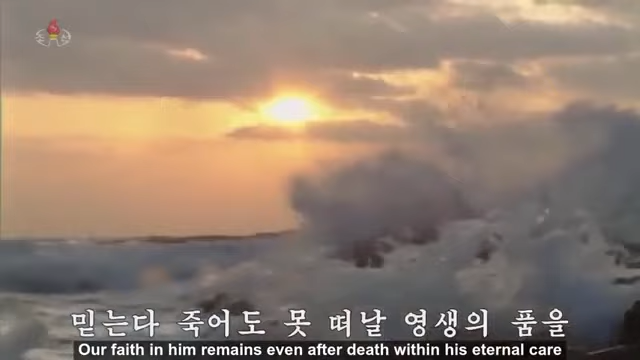 믿는다 죽어도 못 떠날 영생의 품을
Our faith in him remains even after death within his eternal care